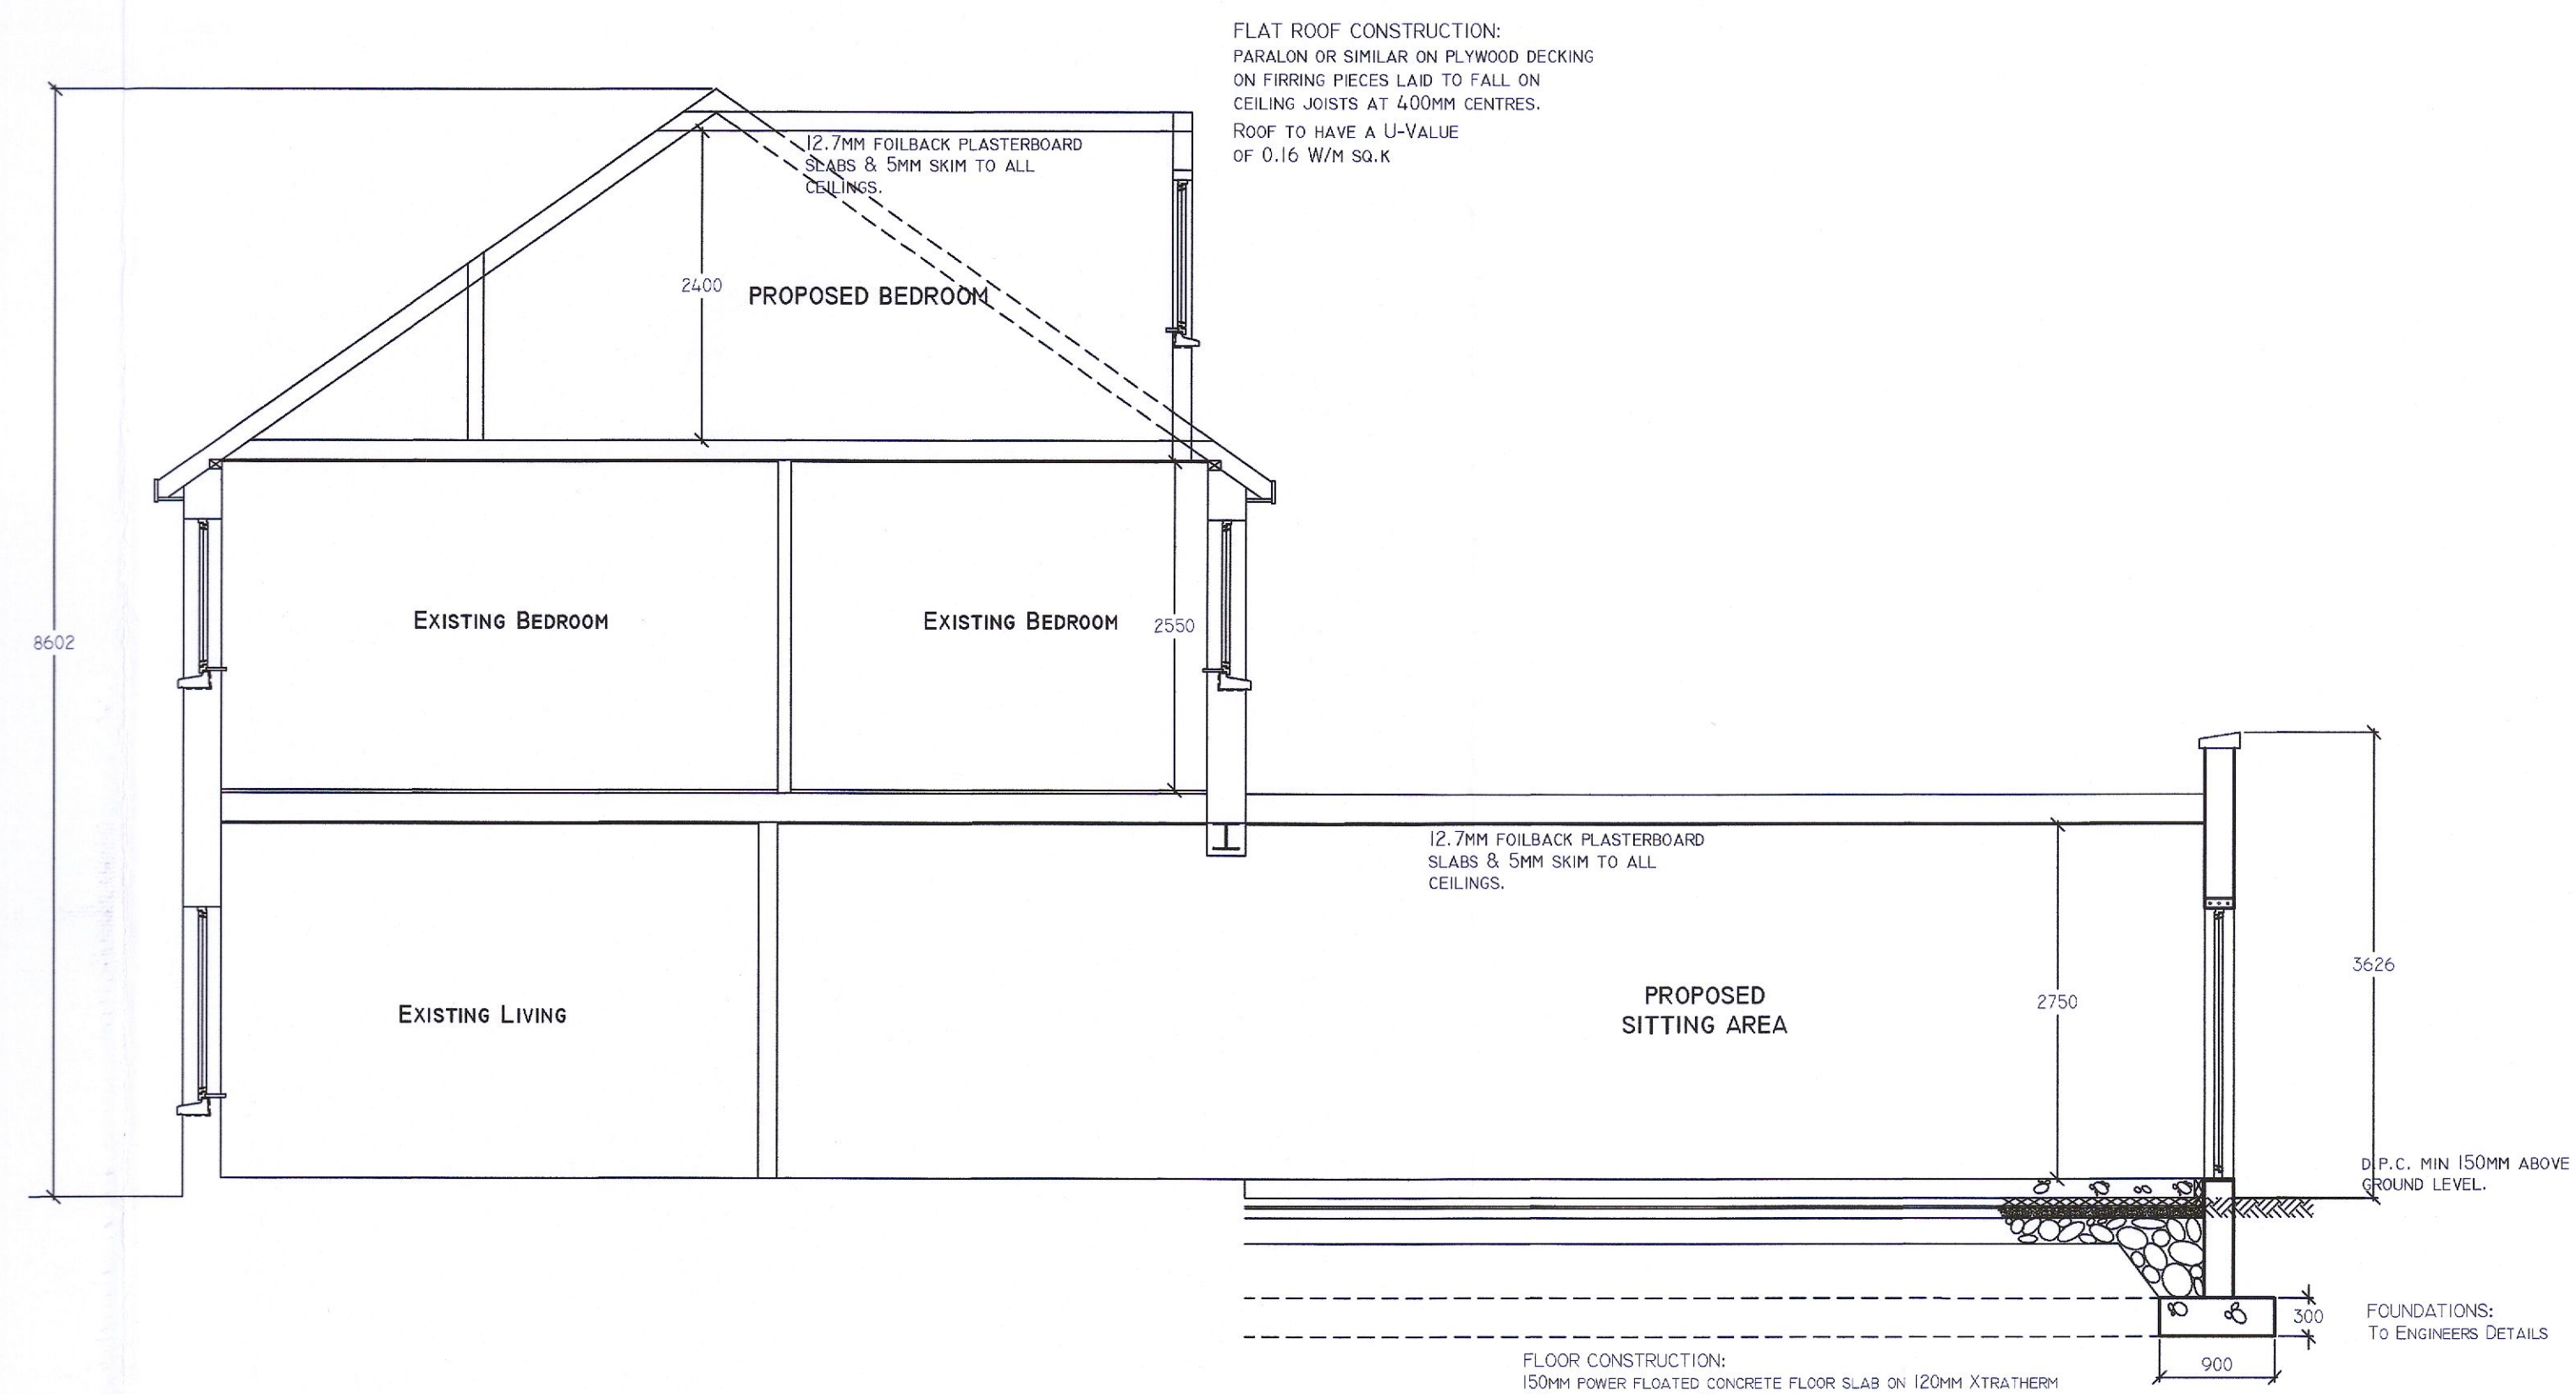 FLAT ROOF CONSTRUCTION:
PARALON OR SIMILAR ON PLYWOOD DECKING
ON FIRRING PIECES LAID TO FALL ON
CEILING JOISTS AT 400MM CENTRES.
ROOF TO HAVE A U-VALUE
OF 0.16 W/M SQ.K
12.7MM FOILBACK PLASTERBOARD
SLABS & 5MM SKIM TO ALL
CEILINGS.
2400
PROPOSED BEDROOM
8602
EXISTING BEDROOM
EXISTING BEDROOM
2550
12.7MM FOILBACK PLASTERBOARD
SLABS & 5MM SKIM TO ALL
CEILINGS.
3626
EXISTING LIVING
PROPOSED
SITTING AREA
2750
D.P.C. MIN 150MM ABOVE
GROUND LEVEL.
300
FOUNDATIONS:
TO ENGINEERS DETAILS
900
FLOOR CONSTRUCTION:
150MM POWER FLOATED CONCRETE FLOOR SLAB ON 120MM XTRATHERM